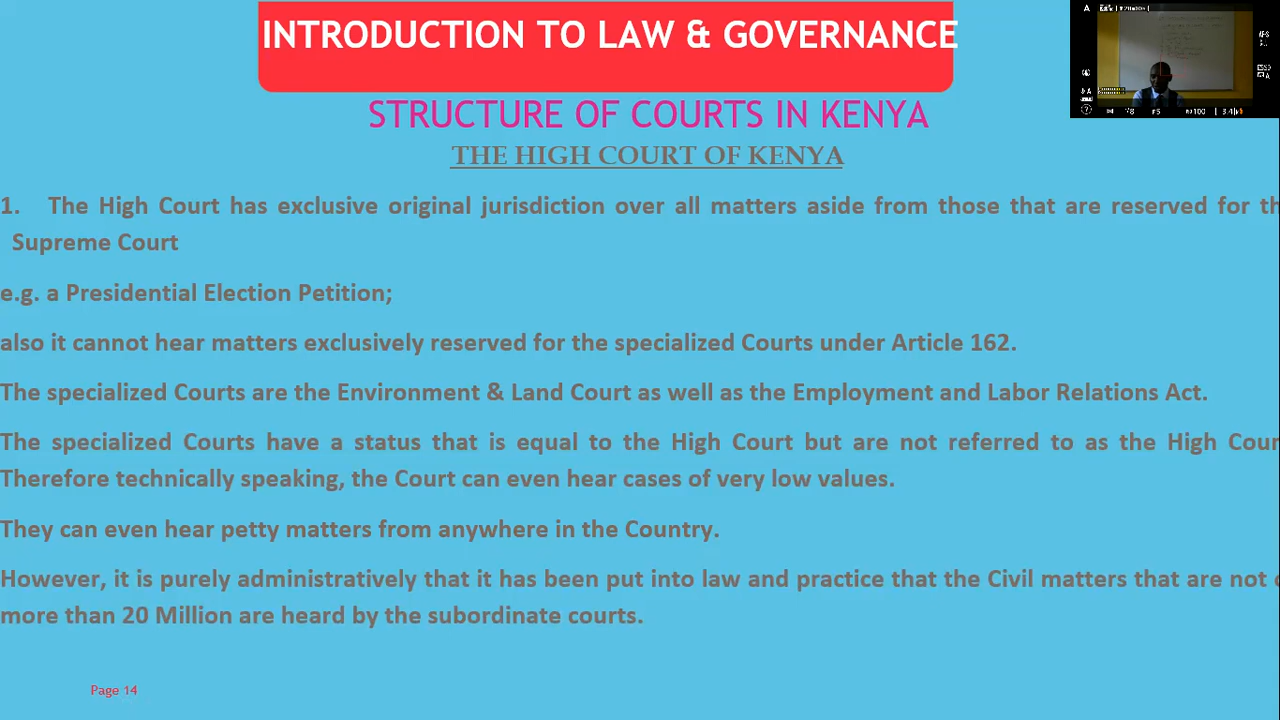 INTRODUCTION TO LAW & GOVERNANCE
STRUCTURE OF COURTS IN KENYA
THE HIGH COURT OF KENYA
1. The High Court has exclusive original jurisdiction over all matters aside from those that are reserved for th
Supreme Court
e.g. a Presidential Election Petition;
also it cannot hear matters exclusively reserved for the specialized Courts under Article 162.
The specialized Courts are the Environment & Land Court as well as the Employment and Labor Relations Act.
The specialized Courts have a status that is equal to the High Court but are not referred to as the High Cour
Therefore technically speaking, the Court can even hear cases of very low values.
They can even hear petty matters from anywhere in the Country.
However, it is purely administratively that it has been put into law and practice that the Civil matters that are not
more than 20 Million are heard by the subordinate courts.
Page 14